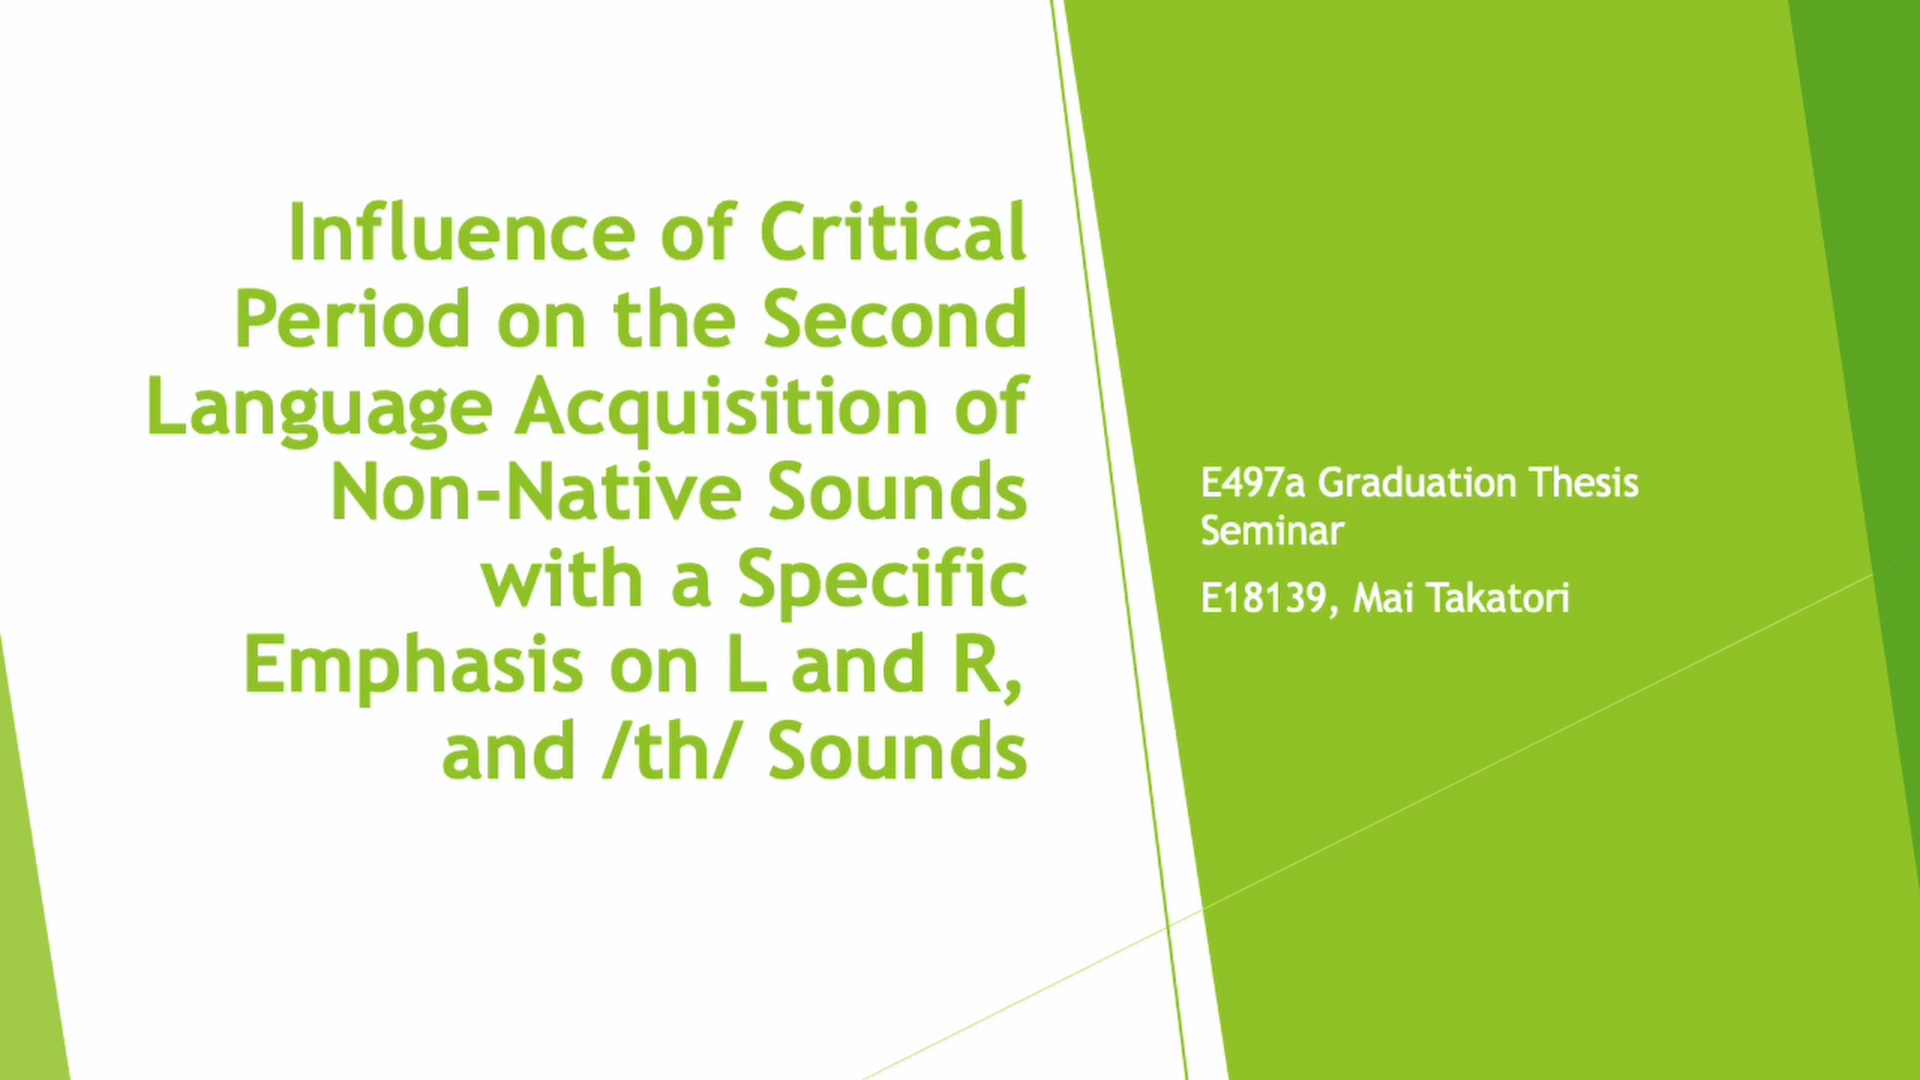 Influence of Critical
Period on the Second
Language Acquisition of
Non-Native Sounds
with a Specific
Emphasis on L and R,
and /th/ Sounds
E497a Graduation Thesis
Seminar
E18139, Mai Takatori